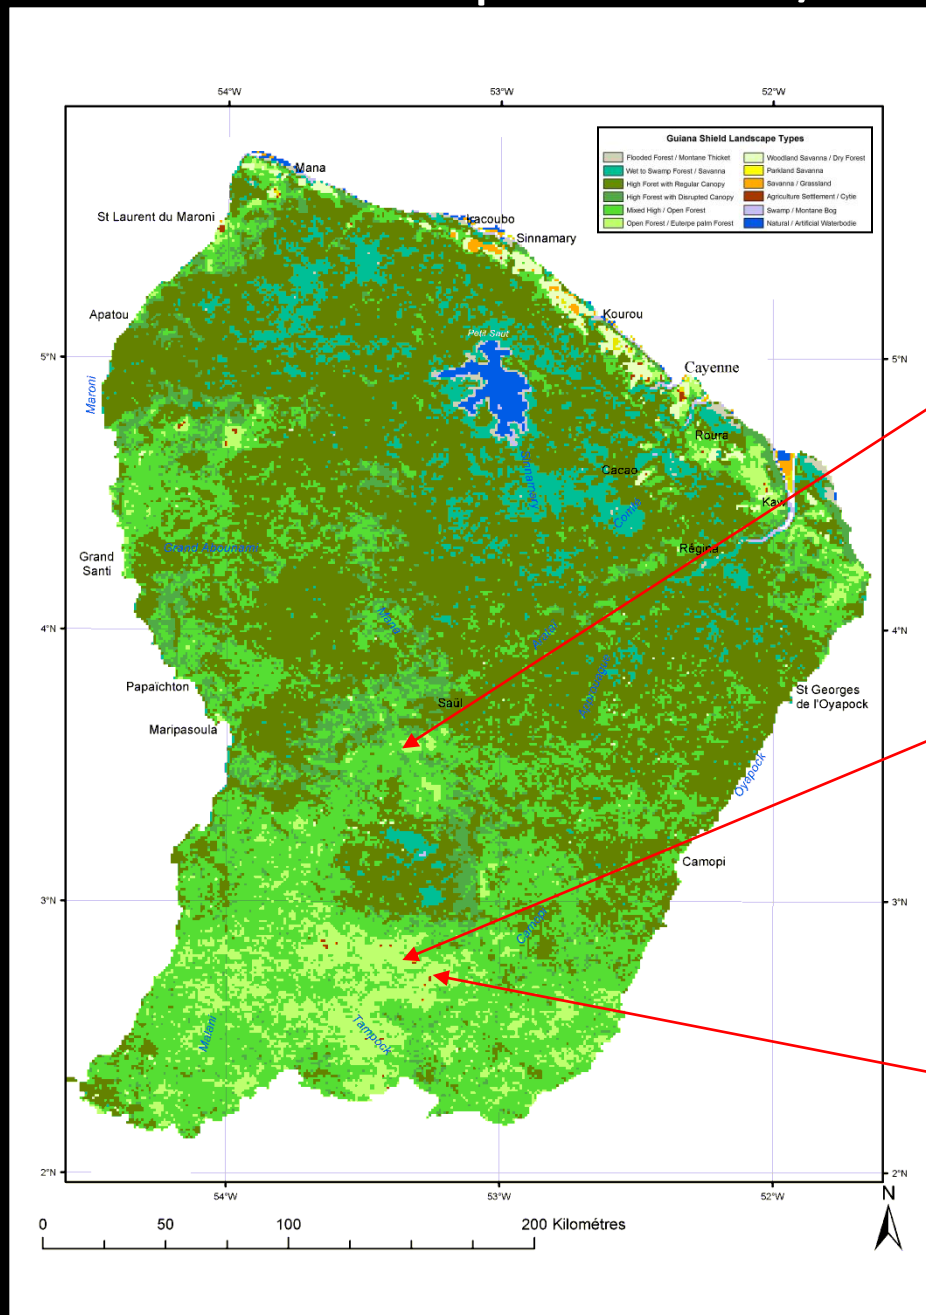 54°W
53°W
52°W
Guiana Shield Landscape Types
Flooded Forest / Montane Thicket
Wet to Swamp Forest / Savanna
High Foret with Regular Canopy
High Forest with Disrupted Canopy
Mixed High / Open Forest
Open Forest / Euterpe palm Forest
Woodland Savanna / Dry Forest
Parkland Savanna
Savanna / Grassland
Agriculture Settlement / Cytie
Swamp / Montane Bog
Natural / Artificial Waterbodie
Mana
St Laurent du Maroni
Iracoubo
Sinnamary
Apatou
Kourou
Petit Saut
5°N
5°N
Cayenne
Maroni
Roura
Cacao
Sinnamary
Kaw
Comté
Grand Abounami
Régina
Grand
Santi
Mana
4°N
4°N
Papaïchton
Saül
St Georges
de l'Oyapock
Maripasoula
Oyapock
Camopi
3°N
3°N
Camopi
Tampock
2°N
2°N
54°W
53°W
52°W
N
0
50
100
200 Kilométres